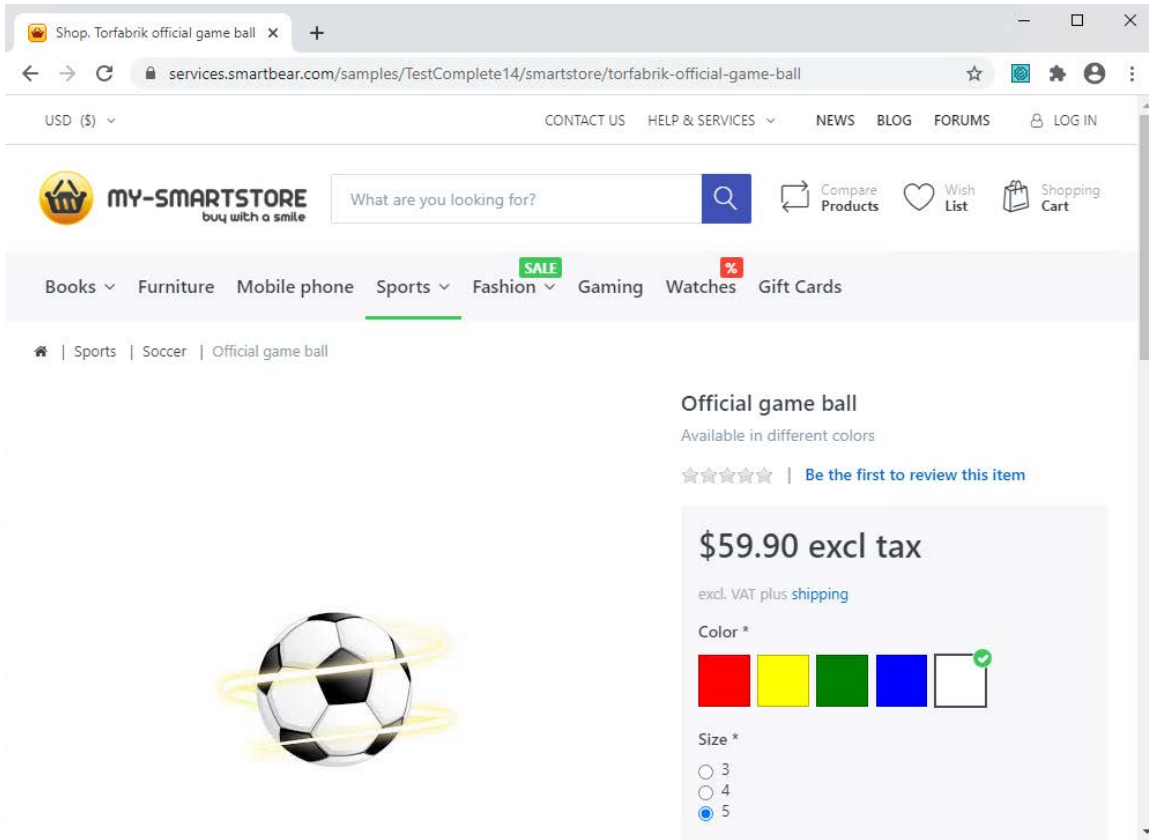 Shop. Torfabrik official game ball
services.smartbear.com/samples/TestComplete14/smartstore/torfabrik-official-game-ball
USD ($) CONTACT US HELP & SERVICES NEWS BLOG FORUMS LOG IN
MY-SMARTSTORE
buy with a smile
What are you looking for?
Compare
Products
Wish
List
Shopping
Cart
SALE %
Books Furniture Mobile phone Sports Fashion Gaming Watches Gift Cards
| Sports | Soccer | Official game ball
Official game ball
Available in different colors
| Be the first to review this item
$59.90 excl tax
excl. VAT plus shipping
Color *
Size *
3
4
5